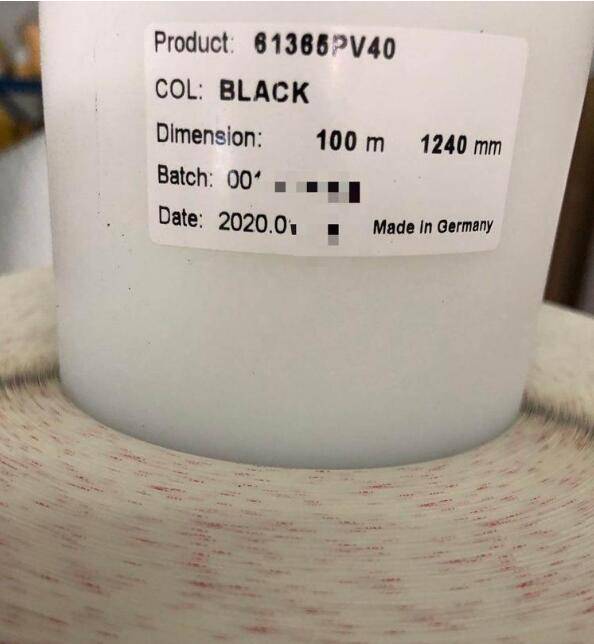 Product: 61365PV40
COL: BLACK
Dimension: 100 m 1240 mm
Batch:
Date: Made in Germany